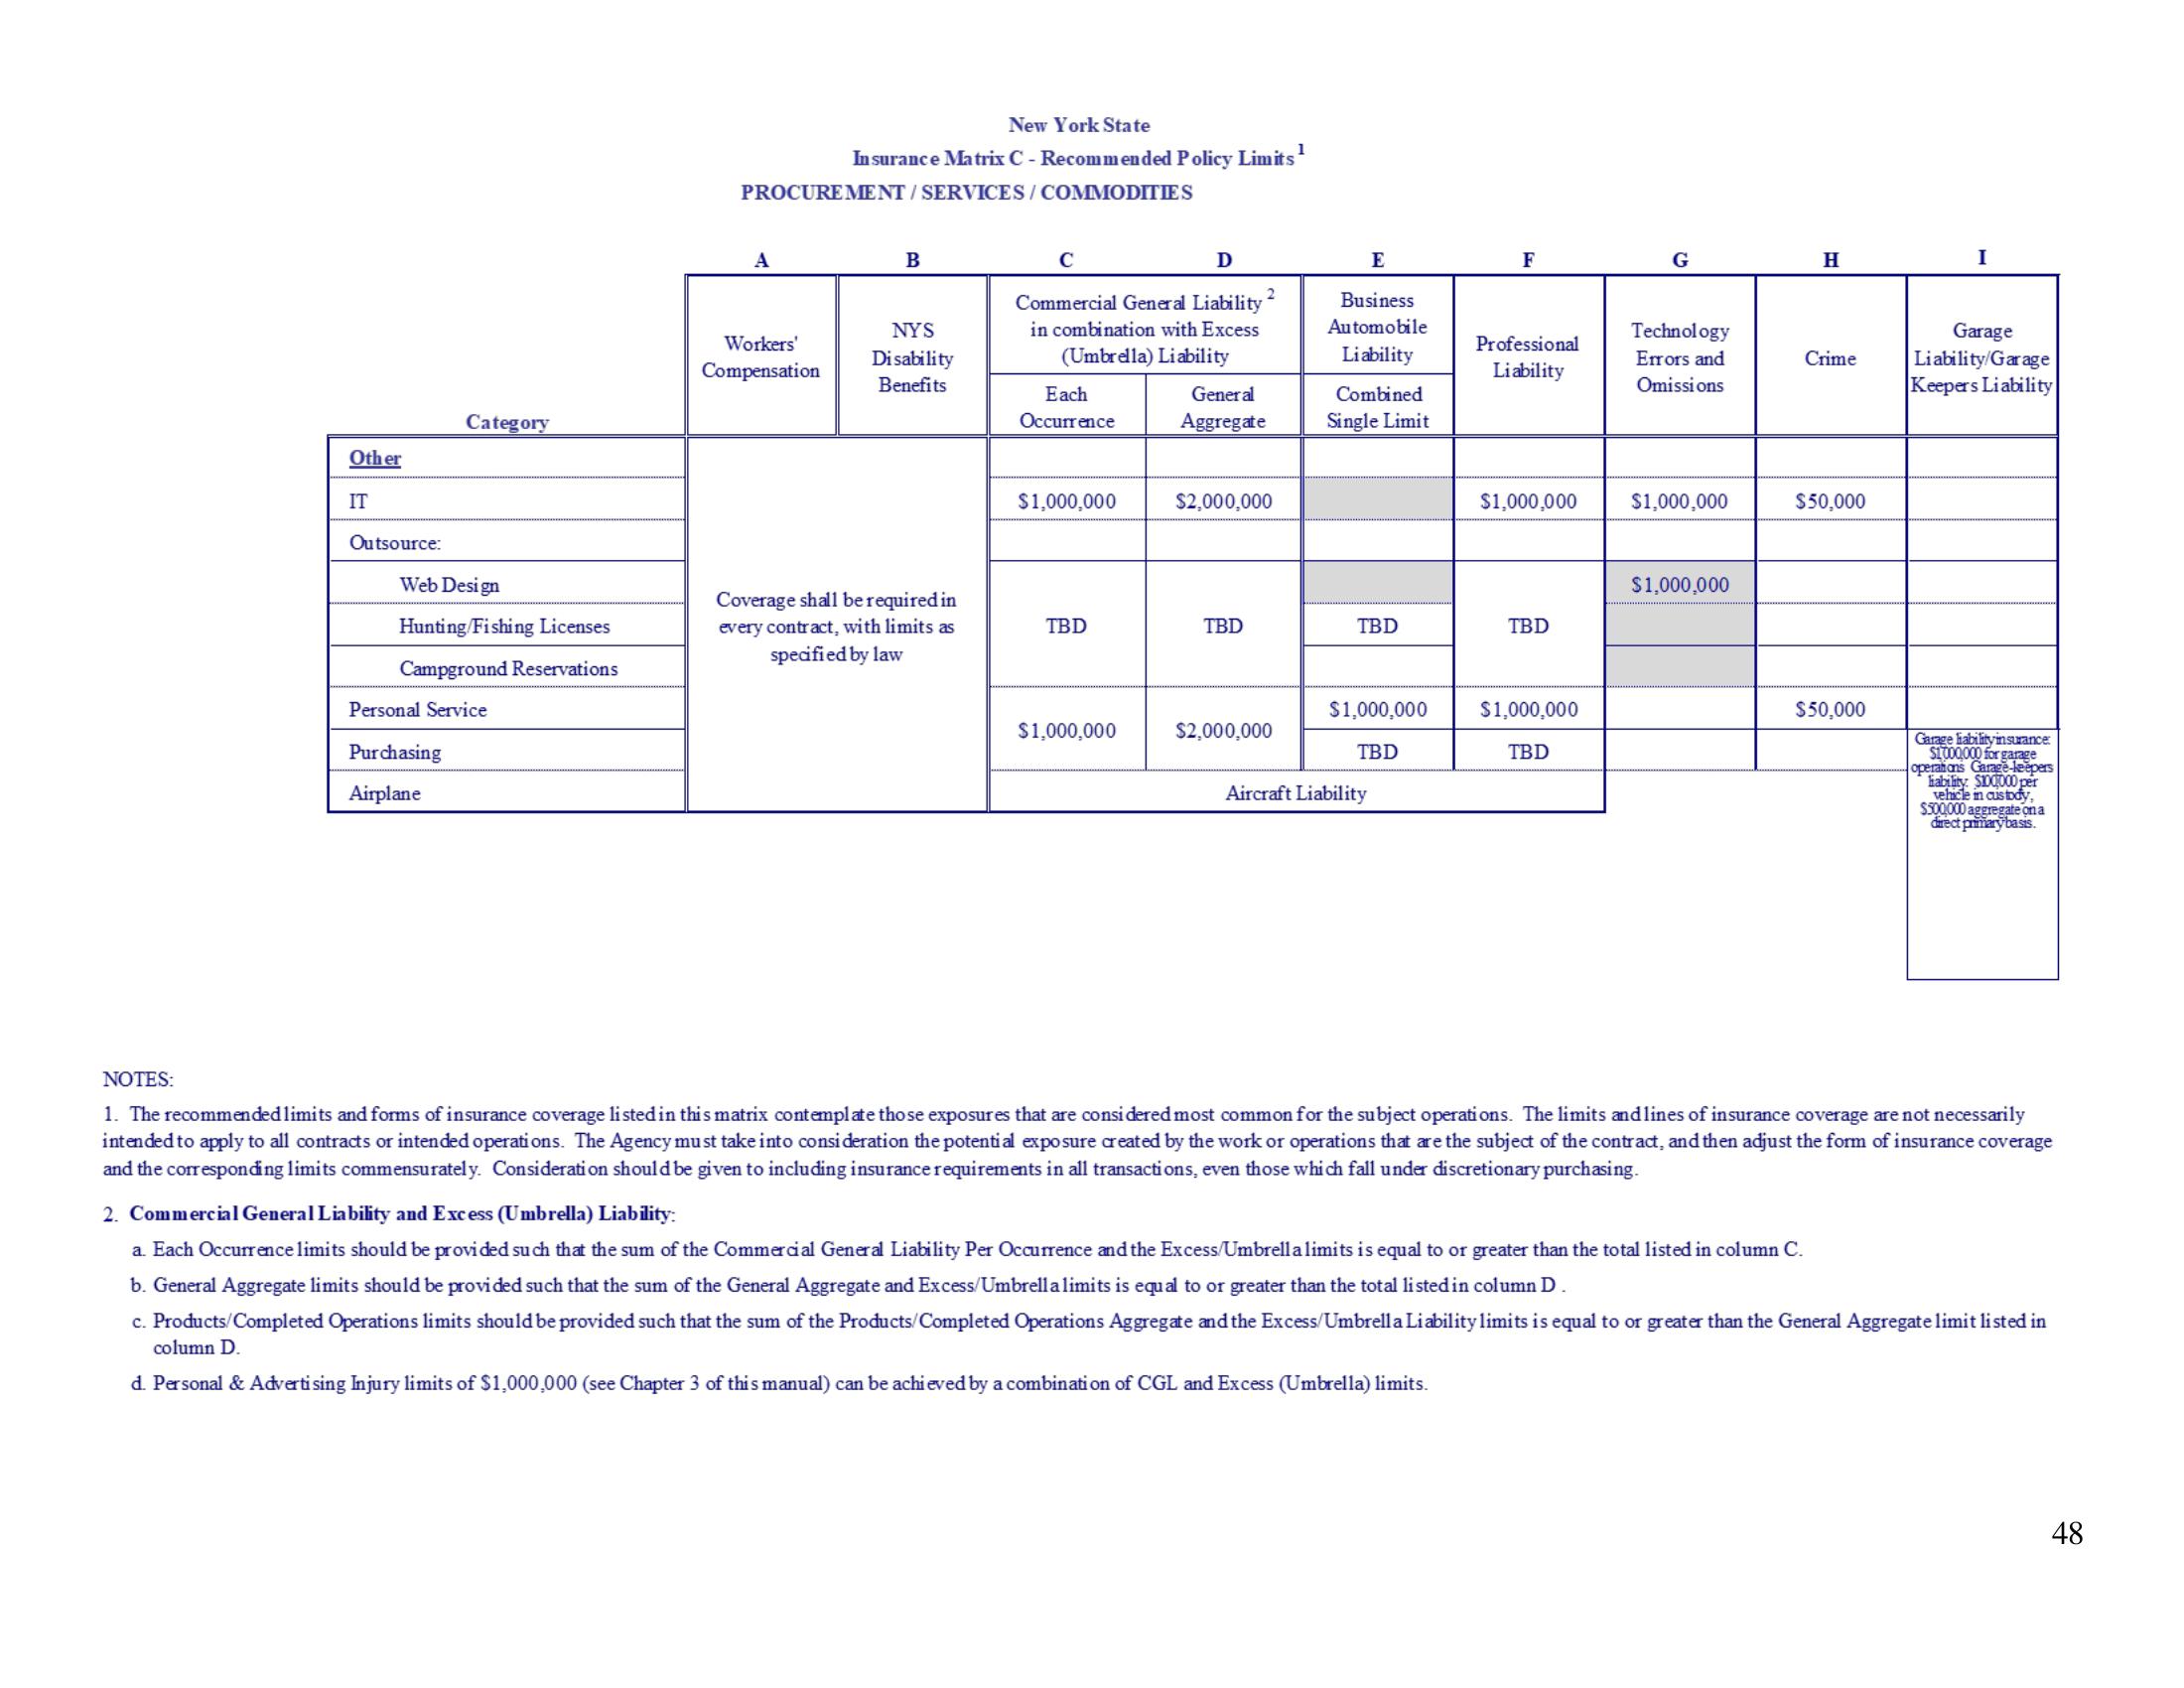 New York State
Insurance Matrix C - Recommended Policy Limits 1
PROCUREMENT / SERVICES / COMMODITIES
A B C D E F G H I
Category
Workers'
Compensation
NYS
Disability
Benefits
Commercial General Liability 2
in combination with Excess
(Umbrella) Liability
Each
Occurrence
General
Aggregate
Business
Automobile
Liability
Combined
Single Limit
Professional
Liability
Technology
Errors and
Omissions
Crime
Garage
Liability/Garage
Keepers Liability
Other
IT $1,000,000 $2,000,000 $1,000,000 $1,000,000 $50,000
Outsource:
Web Design $1,000,000
Coverage shall be required in
every contract, with limits as
specified by law
Hunting/Fishing Licenses TBD TBD TBD TBD
Campground Reservations
Personal Service $1,000,000 $1,000,000 $50,000
$1,000,000 $2,000,000
Purchasing TBD TBD
Garage liability insurance:
$1,000,000 for garage
operations Garage-keepers
liability: $100,000 per
vehicle in custody,
$500,000 aggregate on a
direct primary basis.
Airplane Aircraft Liability
NOTES:
1. The recommended limits and forms of insurance coverage listed in this matrix contemplate those exposures that are considered most common for the subject operations. The limits and lines of insurance coverage are not necessarily
intended to apply to all contracts or intended operations. The Agency must take into consideration the potential exposure created by the work or operations that are the subject of the contract, and then adjust the form of insurance coverage
and the corresponding limits commensurately. Consideration should be given to including insurance requirements in all transactions, even those which fall under discretionary purchasing.
2. Commercial General Liability and Excess (Umbrella) Liability:
a. Each Occurrence limits should be provided such that the sum of the Commercial General Liability Per Occurrence and the Excess/Umbrella limits is equal to or greater than the total listed in column C.
b. General Aggregate limits should be provided such that the sum of the General Aggregate and Excess/Umbrella limits is equal to or greater than the total listed in column D .
c. Products/Completed Operations limits should be provided such that the sum of the Products/Completed Operations Aggregate and the Excess/Umbrella Liability limits is equal to or greater than the General Aggregate limit listed in
column D.
d. Personal & Advertising Injury limits of $1,000,000 (see Chapter 3 of this manual) can be achieved by a combination of CGL and Excess (Umbrella) limits.
48